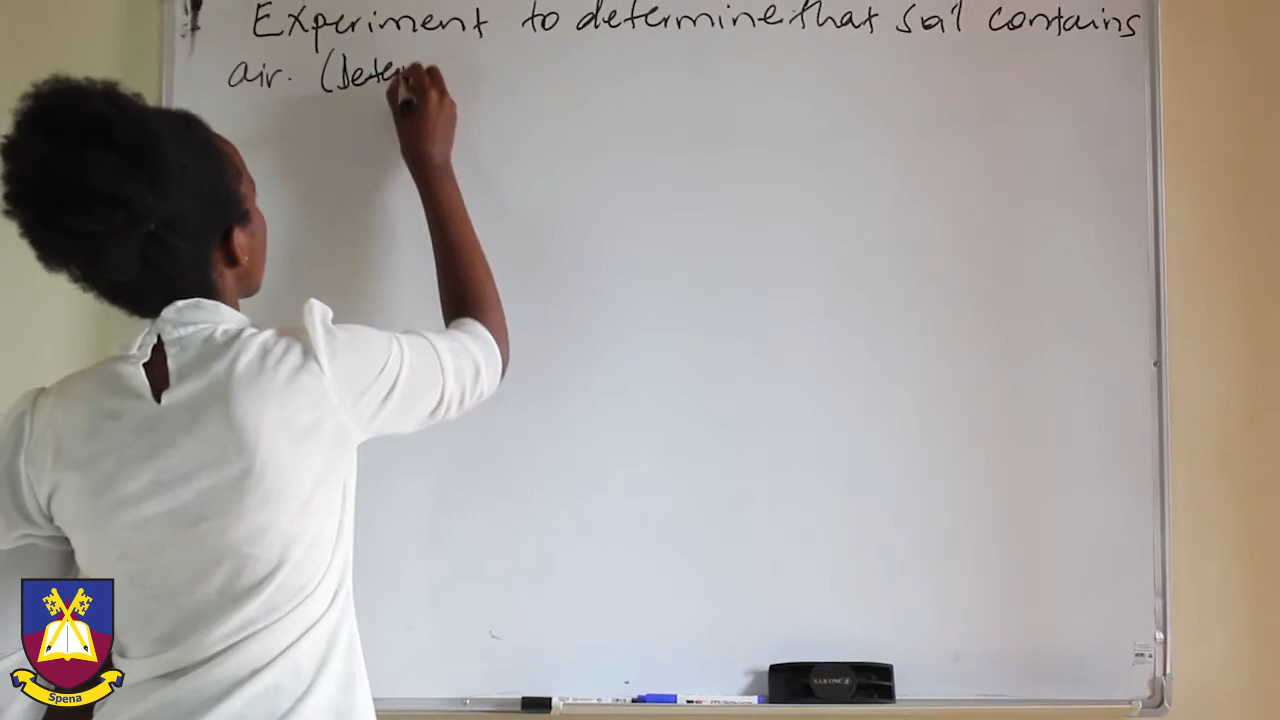 Experiment to determine that soil contains
air. (Deter
Spena